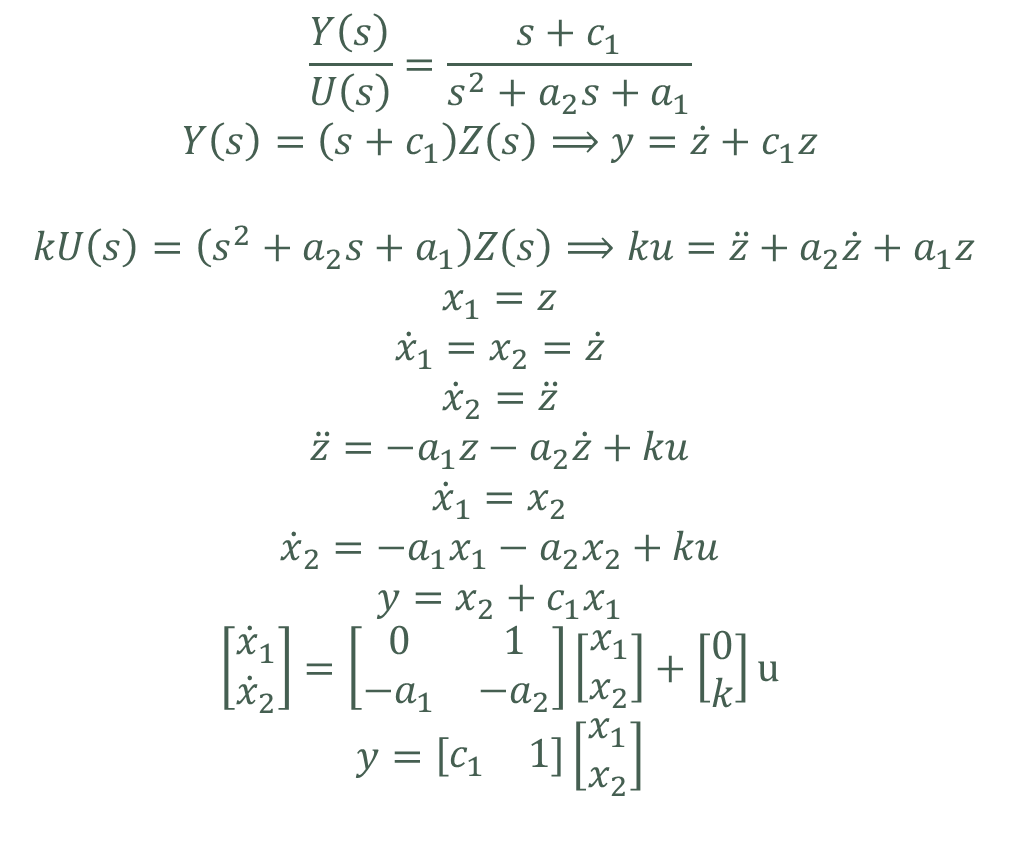 Y(s)/U(s) = (s + c₁)/(s² + a₂s + a₁)
Y(s) = (s + c₁)Z(s) ⟹ y = ż + c₁z
kU(s) = (s² + a₂s + a₁)Z(s) ⟹ ku = z̈ + a₂ż + a₁z
x₁ = z
ẋ₁ = x₂ = ż
ẋ₂ = z̈
z̈ = −a₁z − a₂ż + ku
ẋ₁ = x₂
ẋ₂ = −a₁x₁ − a₂x₂ + ku
y = x₂ + c₁x₁
[ẋ₁; ẋ₂] = [0 1; −a₁ −a₂] [x₁; x₂] + [0; k] u
y = [c₁ 1] [x₁; x₂]